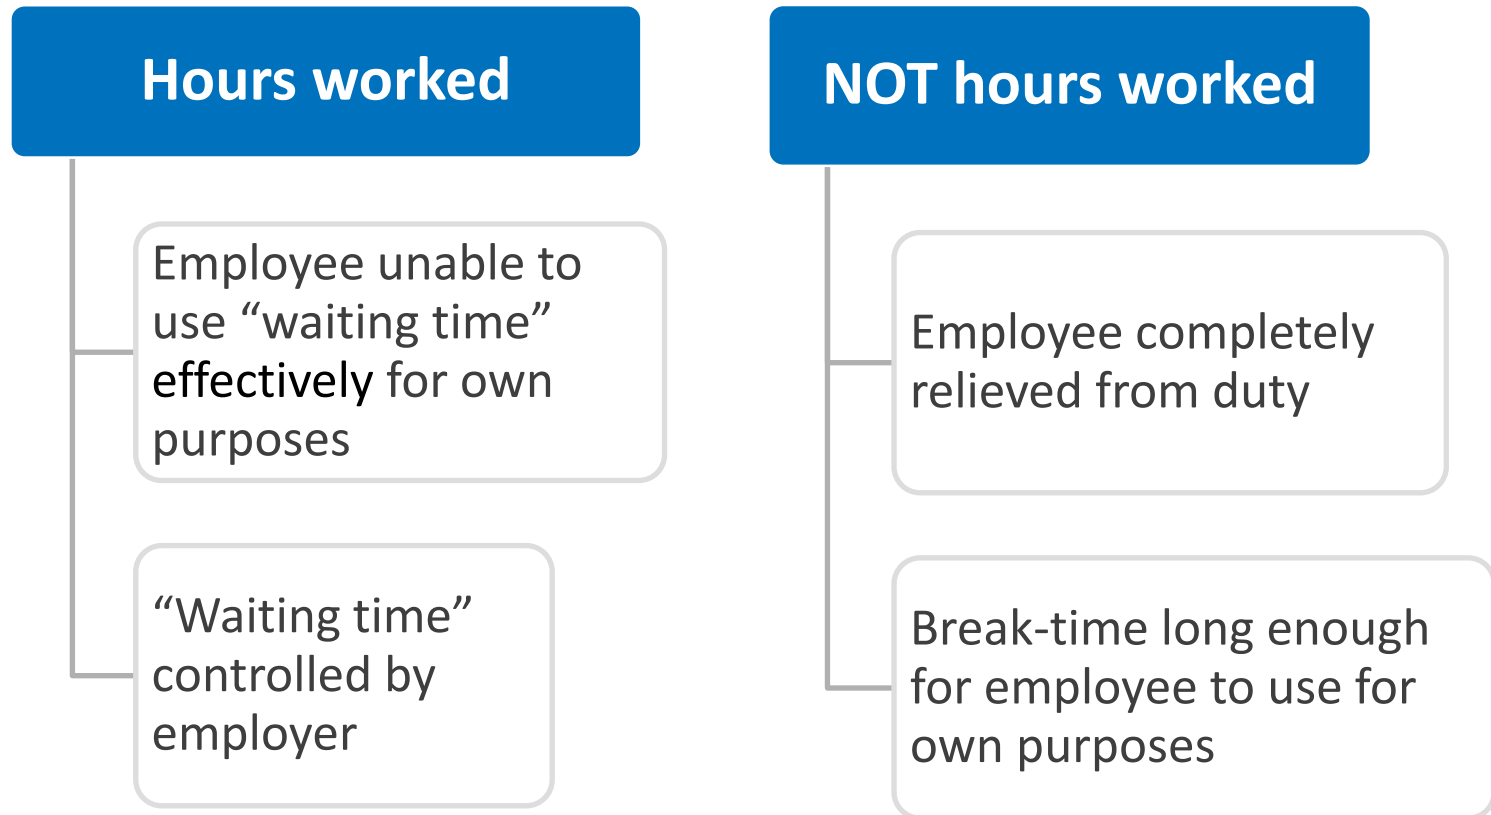 Hours worked
Employee unable to
use “waiting time”
effectively for own
purposes
“Waiting time”
controlled by
employer
NOT hours worked
Employee completely
relieved from duty
Break-time long enough
for employee to use for
own purposes